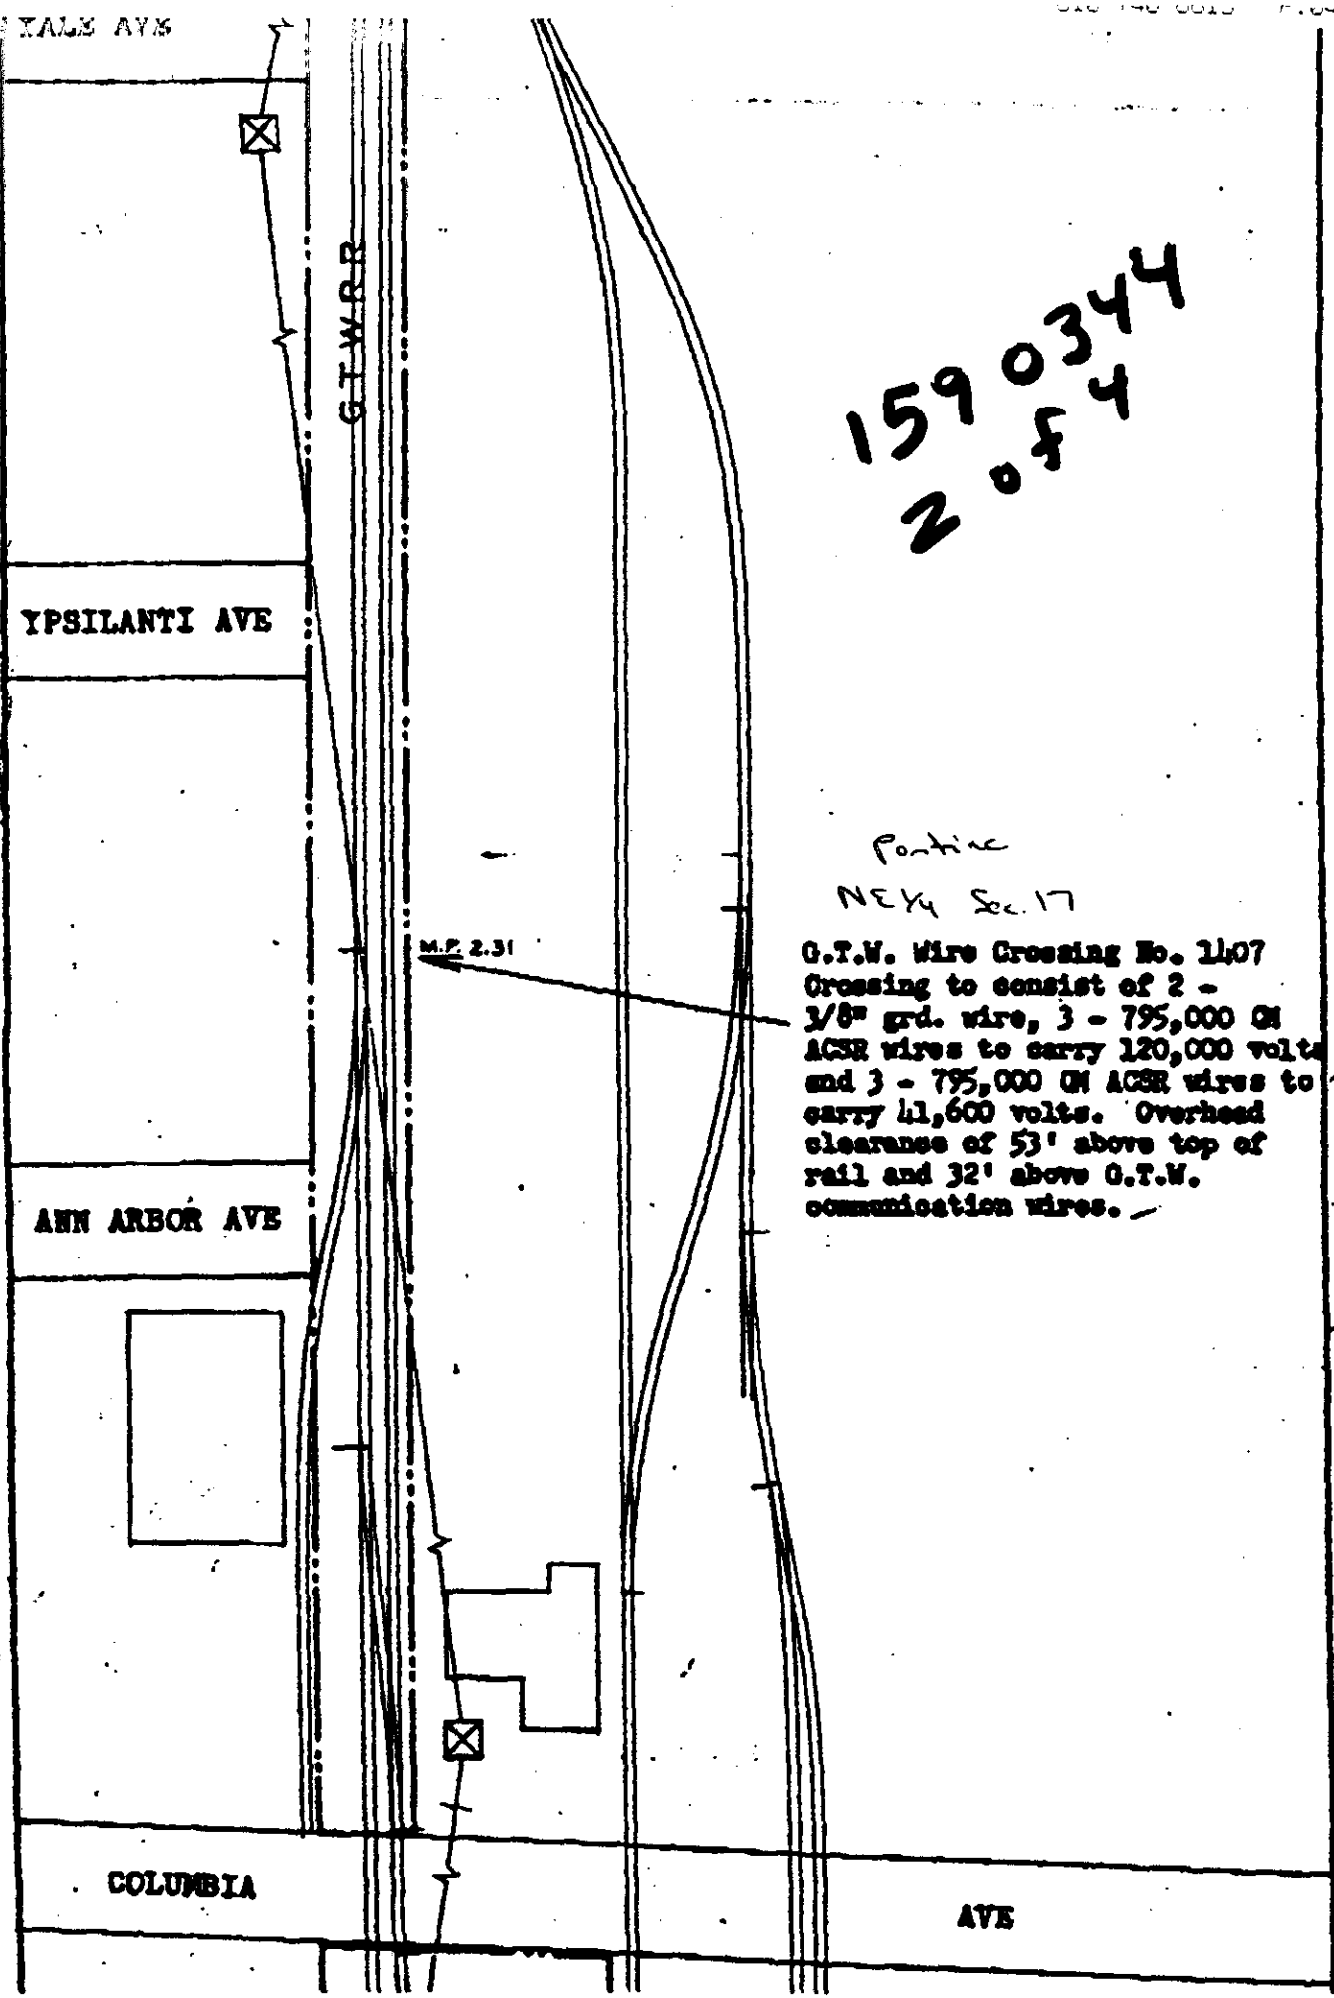 YALE AVE
GTWRR
1590344
2 of 4
YPSILANTI AVE
Pontiac
NE 1/4 Sec. 17
M.P. 2.31
G.T.W. Wire Crossing No. 1407
Crossing to consist of 2 -
3/8" grd. wire, 3 - 795,000 CM
ACSR wires to carry 120,000 volts
and 3 - 795,000 CM ACSR wires to
carry 41,600 volts. Overhead
clearance of 53' above top of
rail and 32' above G.T.W.
communication wires.
ANN ARBOR AVE
COLUMBIA AVE